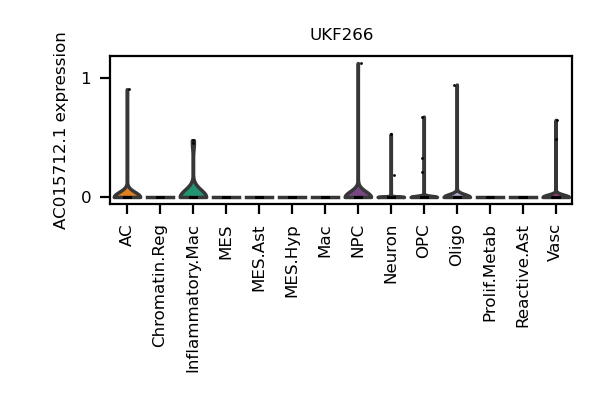 UKF266
AC015712.1 expression
1
0
AC
Chromatin.Reg
Inflammatory.Mac
MES
MES.Ast
MES.Hyp
Mac
NPC
Neuron
OPC
Oligo
Prolif.Metab
Reactive.Ast
Vasc